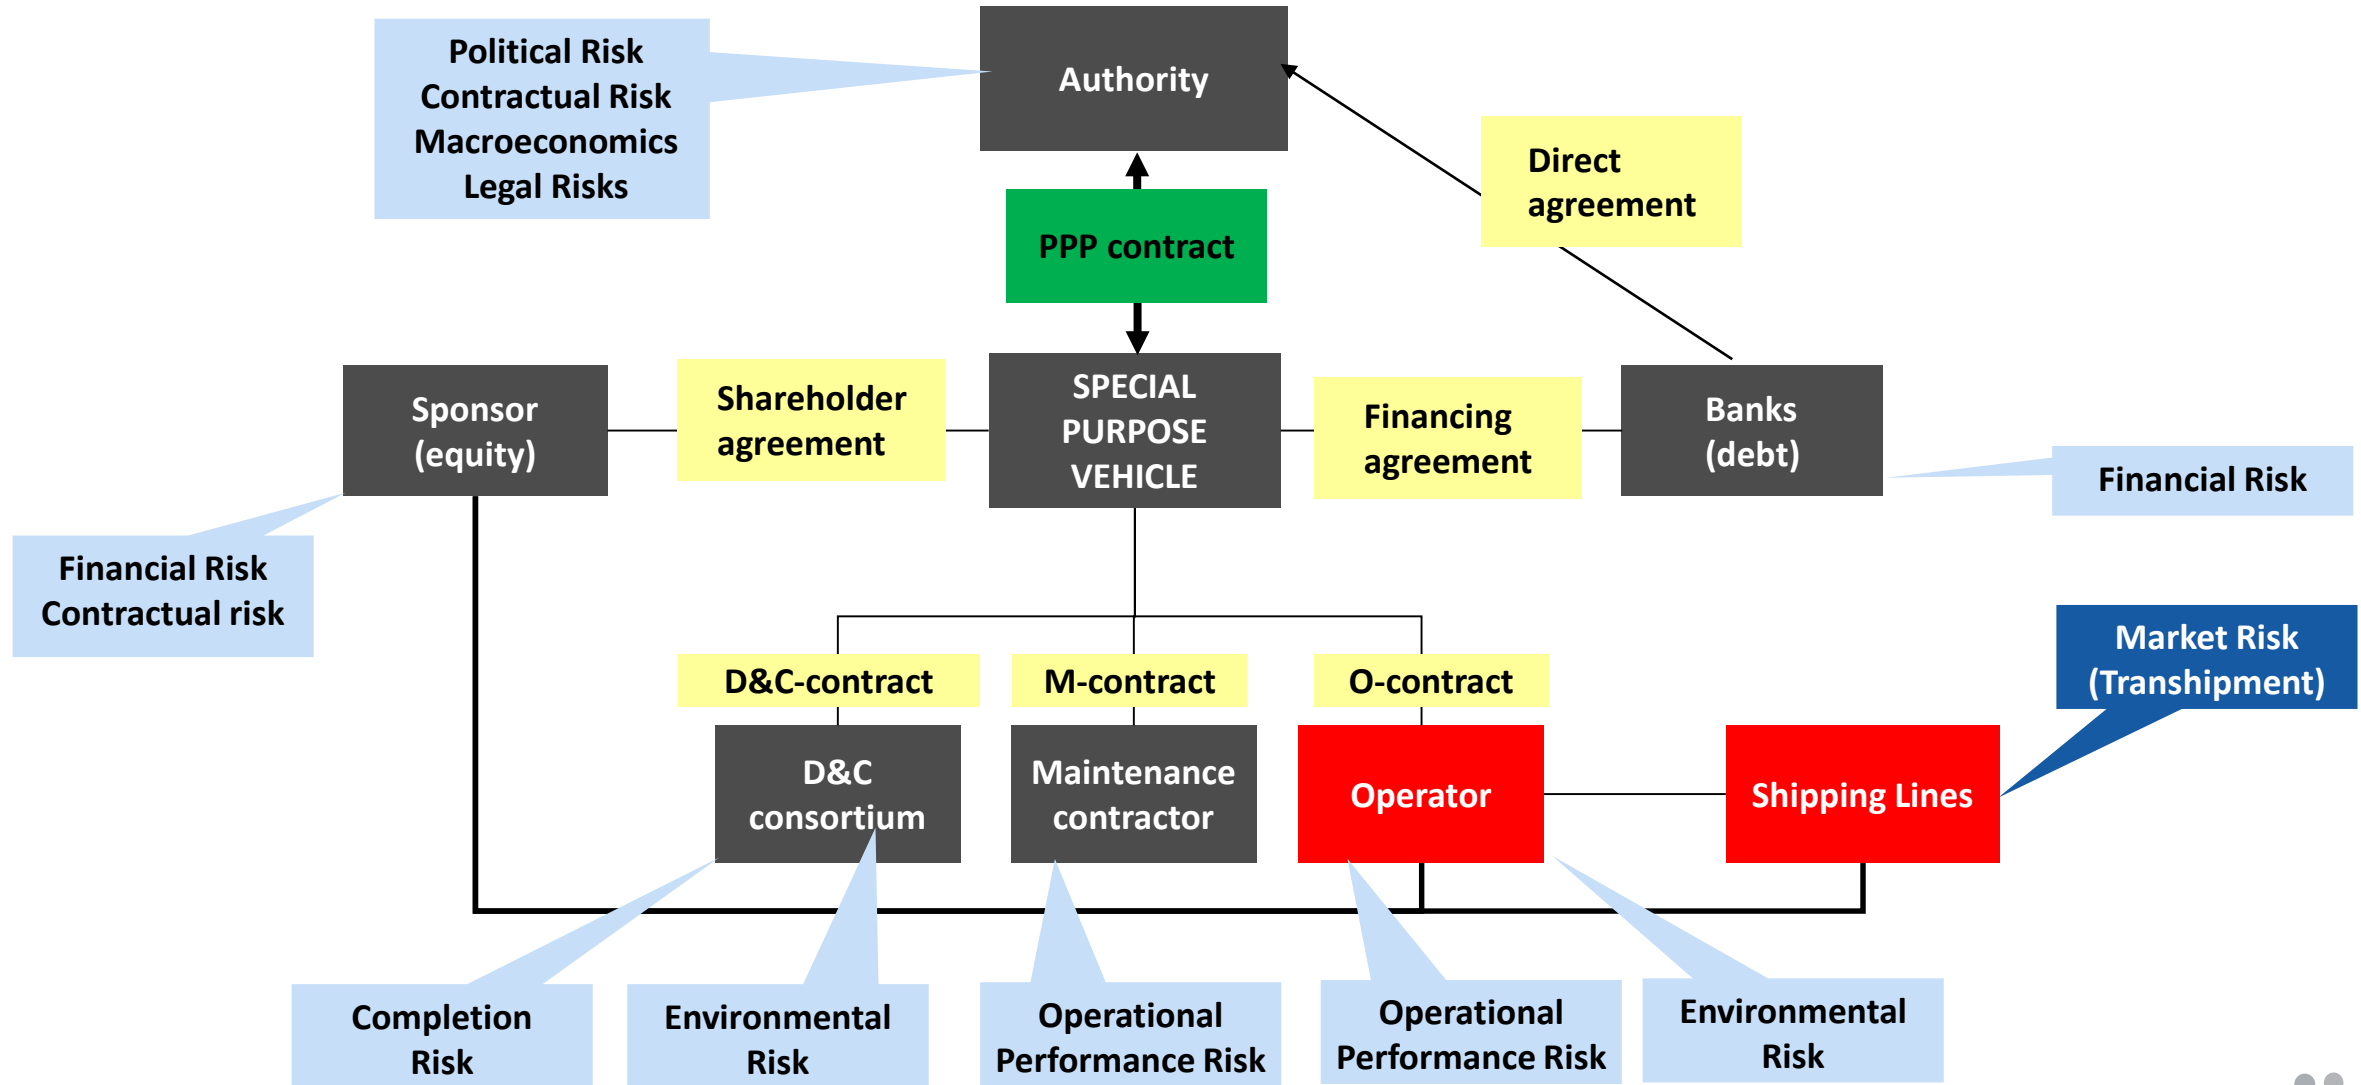 Political Risk
Contractual Risk
Macroeconomics
Legal Risks
Authority
Direct
agreement
PPP contract
Sponsor
(equity)
Shareholder
agreement
SPECIAL
PURPOSE
VEHICLE
Financing
agreement
Banks
(debt)
Financial Risk
Financial Risk
Contractual risk
Market Risk
(Transhipment)
D&C-contract
M-contract
O-contract
D&C
consortium
Maintenance
contractor
Operator
Shipping Lines
Completion
Risk
Environmental
Risk
Operational
Performance Risk
Operational
Performance Risk
Environmental
Risk